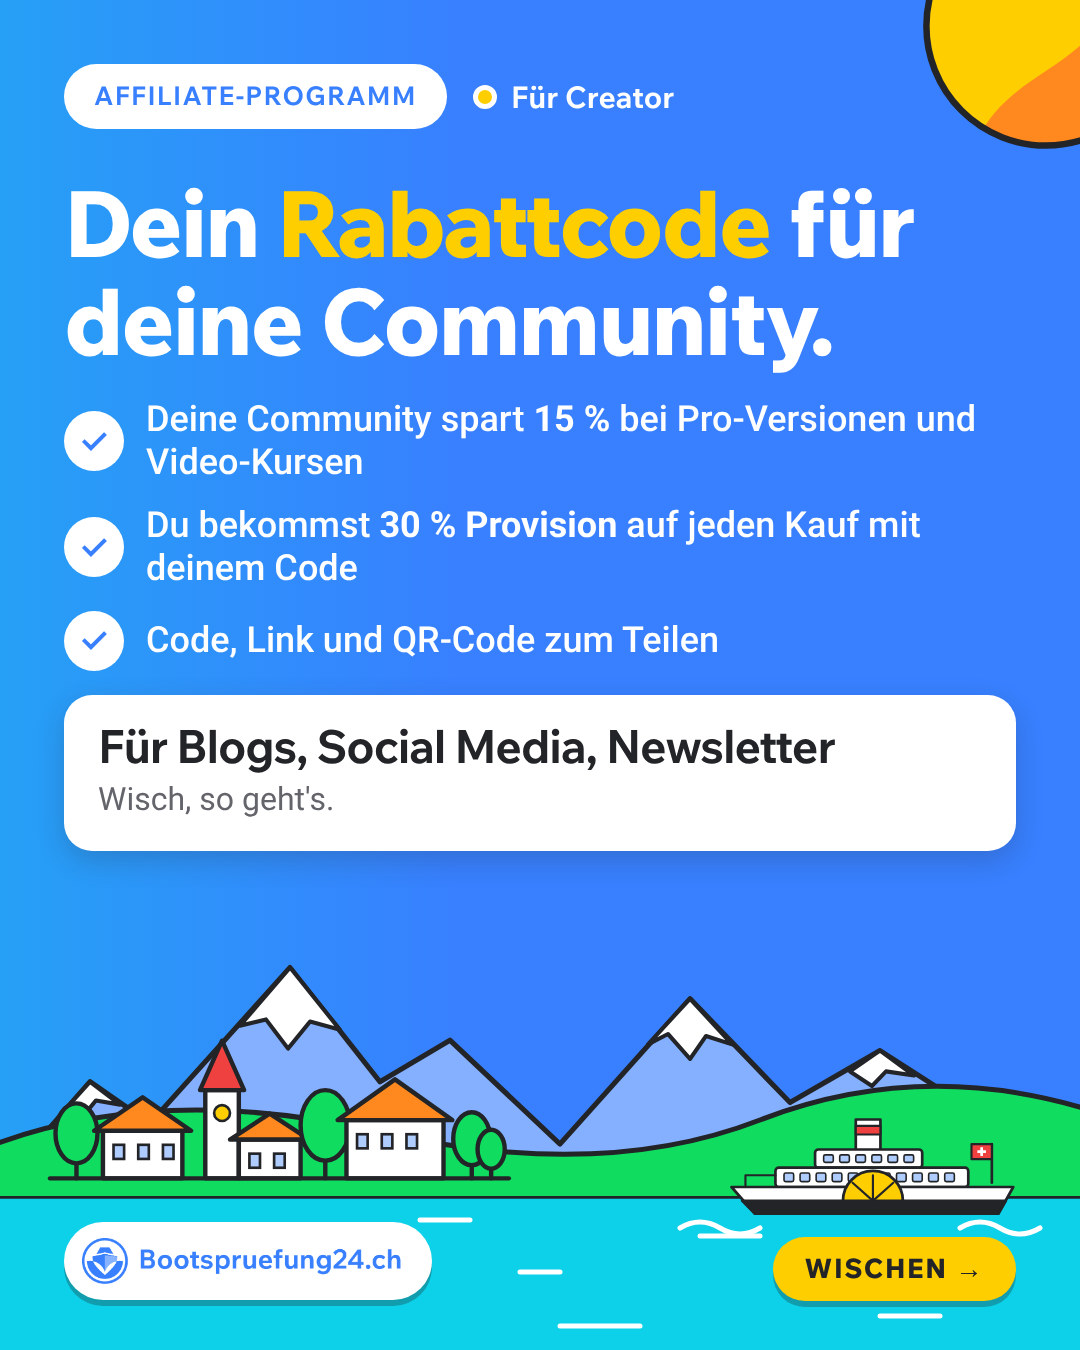 AFFILIATE-PROGRAMM
Für Creator
Dein Rabattcode für
deine Community.
Deine Community spart 15 % bei Pro-Versionen und
Video-Kursen
Du bekommst 30 % Provision auf jeden Kauf mit
deinem Code
Code, Link und QR-Code zum Teilen
Für Blogs, Social Media, Newsletter
Wisch, so geht's.
Bootspruefung24.ch
WISCHEN →